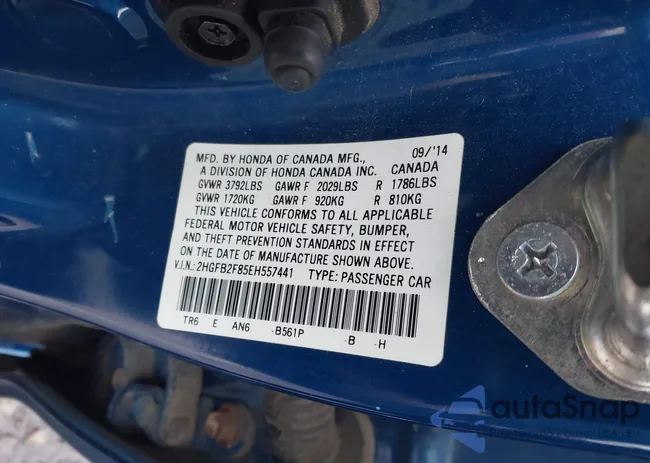 09/'14
MFD. BY HONDA OF CANADA MFG., CANADA
A DIVISION OF HONDA CANADA INC.
GVWR 3792LBS GAWR F 2029LBS R 1786LBS
GVWR 1720KG GAWR F 920KG R 810KG
THIS VEHICLE CONFORMS TO ALL APPLICABLE
FEDERAL MOTOR VEHICLE SAFETY, BUMPER,
AND THEFT PREVENTION STANDARDS IN EFFECT
ON THE DATE OF MANUFACTURE SHOWN ABOVE.
V.I.N.: 2HGFB2F85EH557441 TYPE: PASSENGER CAR
TR6 E AN6 -B561P -B -H
autoSnap